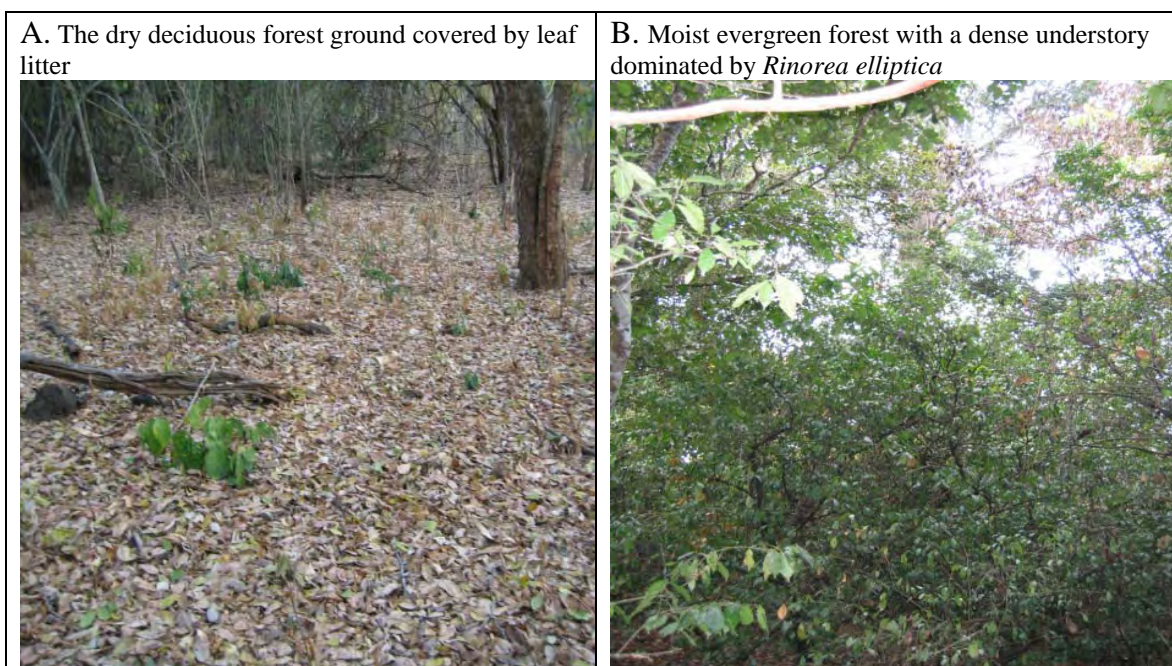 A. The dry deciduous forest ground covered by leaf
litter
B. Moist evergreen forest with a dense understory
dominated by Rinorea elliptica